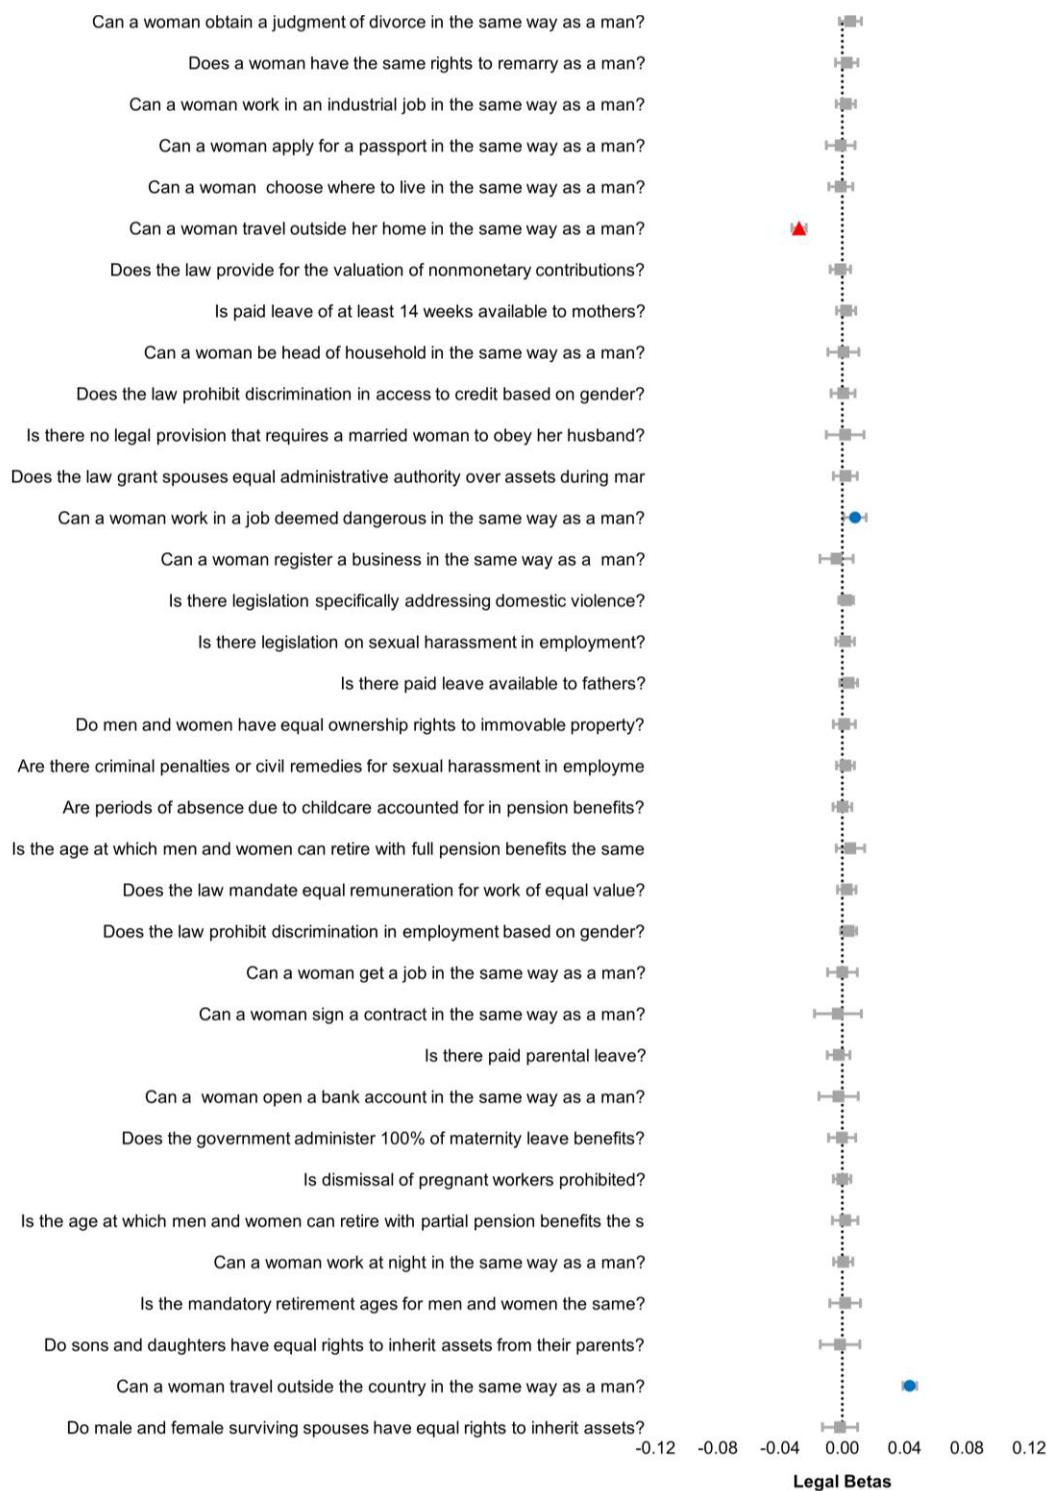 Can a woman obtain a judgment of divorce in the same way as a man?
Does a woman have the same rights to remarry as a man?
Can a woman work in an industrial job in the same way as a man?
Can a woman apply for a passport in the same way as a man?
Can a woman  choose where to live in the same way as a man?
Can a woman travel outside her home in the same way as a man?
Does the law provide for the valuation of nonmonetary contributions?
Is paid leave of at least 14 weeks available to mothers?
Can a woman be head of household in the same way as a man?
Does the law prohibit discrimination in access to credit based on gender?
Is there no legal provision that requires a married woman to obey her husband?
Does the law grant spouses equal administrative authority over assets during mar
Can a woman work in a job deemed dangerous in the same way as a man?
Can a woman register a business in the same way as a  man?
Is there legislation specifically addressing domestic violence?
Is there legislation on sexual harassment in employment?
Is there paid leave available to fathers?
Do men and women have equal ownership rights to immovable property?
Are there criminal penalties or civil remedies for sexual harassment in employme
Are periods of absence due to childcare accounted for in pension benefits?
Is the age at which men and women can retire with full pension benefits the same
Does the law mandate equal remuneration for work of equal value?
Does the law prohibit discrimination in employment based on gender?
Can a woman get a job in the same way as a man?
Can a woman sign a contract in the same way as a man?
Is there paid parental leave?
Can a  woman open a bank account in the same way as a man?
Does the government administer 100% of maternity leave benefits?
Is dismissal of pregnant workers prohibited?
Is the age at which men and women can retire with partial pension benefits the s
Can a woman work at night in the same way as a man?
Is the mandatory retirement ages for men and women the same?
Do sons and daughters have equal rights to inherit assets from their parents?
Can a woman travel outside the country in the same way as a man?
Do male and female surviving spouses have equal rights to inherit assets?
-0.12 -0.08 -0.04 0.00 0.04 0.08 0.12
Legal Betas